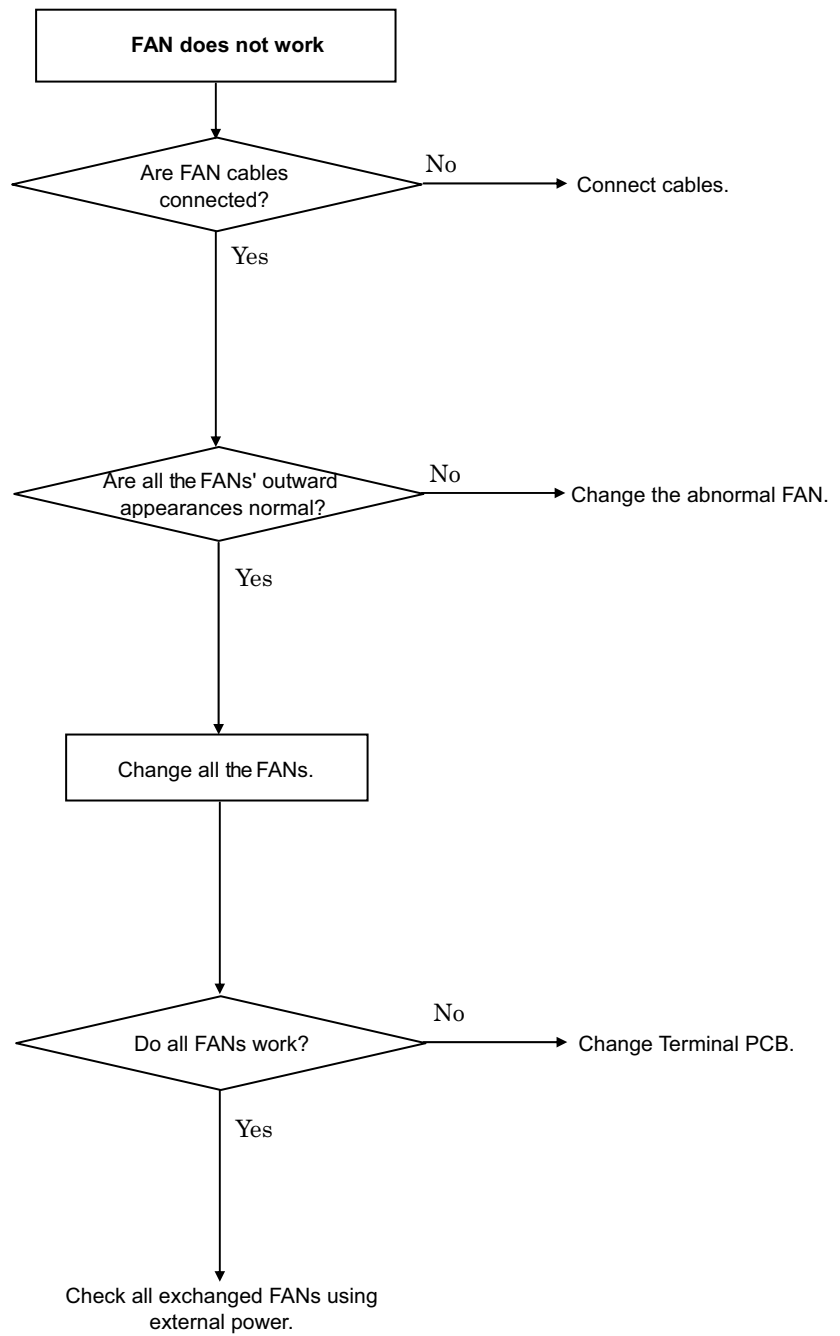 FAN does not work
Are FAN cables
connected?
No
Connect cables.
Yes
Are all the FANs' outward
appearances normal?
No
Change the abnormal FAN.
Yes
Change all the FANs.
Do all FANs work?
No
Change Terminal PCB.
Yes
Check all exchanged FANs using
external power.